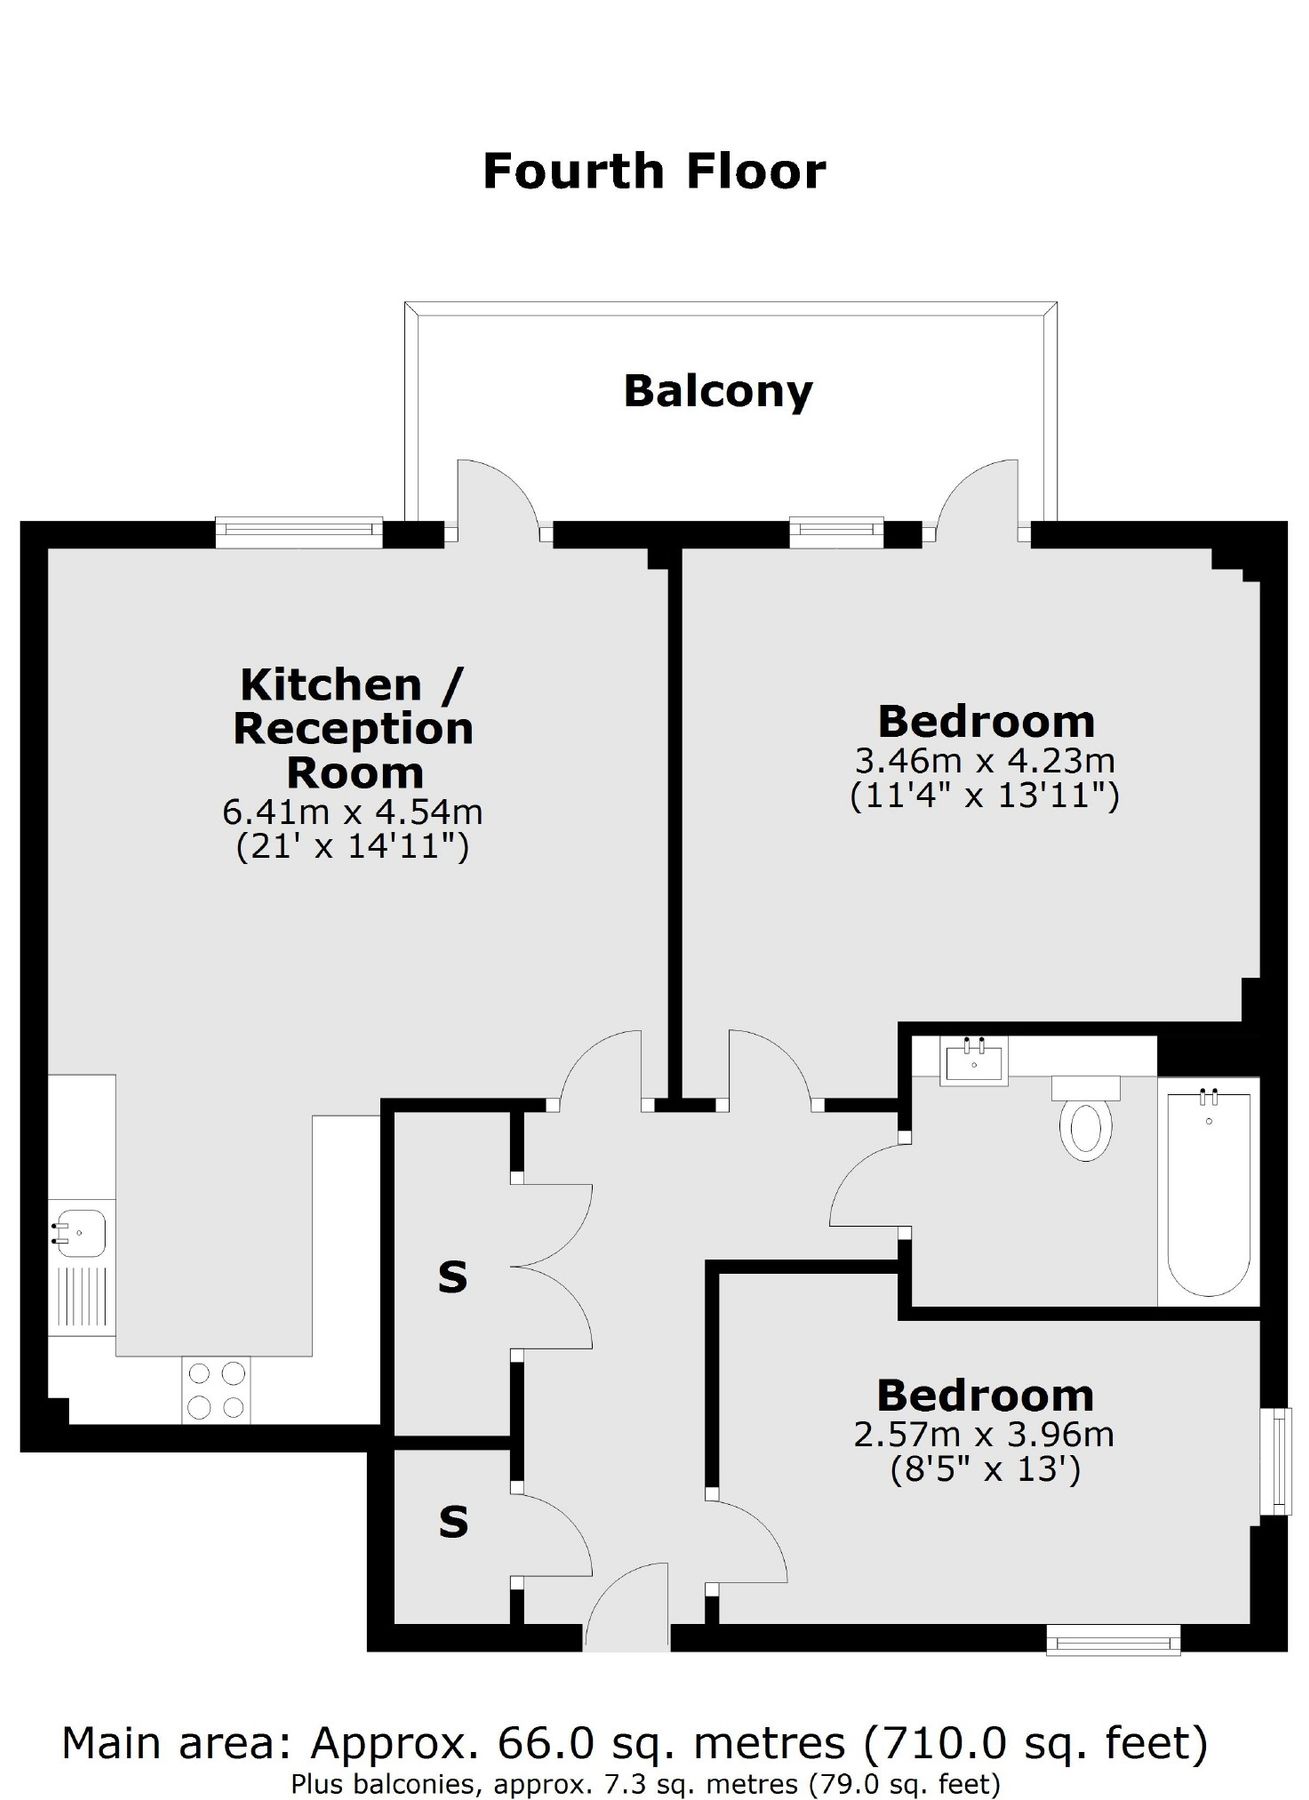 Fourth Floor
Balcony
Kitchen /
Reception
Room
6.41m x 4.54m
(21' x 14'11")
Bedroom
3.46m x 4.23m
(11'4" x 13'11")
S
Bedroom
2.57m x 3.96m
(8'5" x 13')
S
Main area: Approx. 66.0 sq. metres (710.0 sq. feet)
Plus balconies, approx. 7.3 sq. metres (79.0 sq. feet)